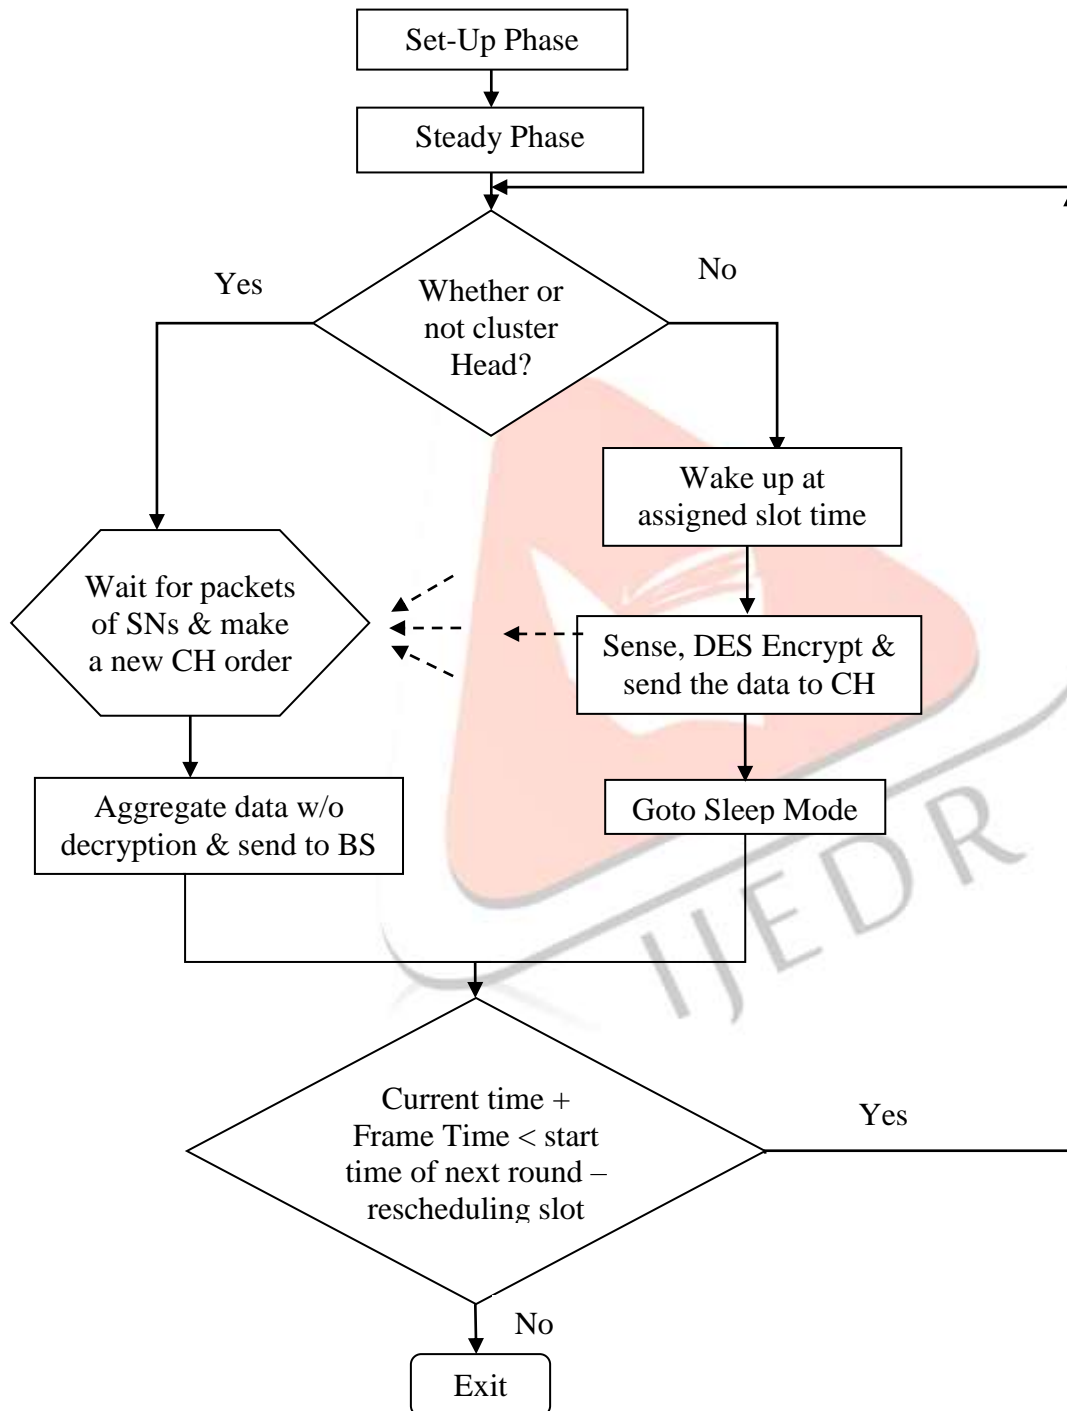 Set-Up Phase
Steady Phase
Yes
No
Whether or
not cluster
Head?
Wake up at
assigned slot time
Wait for packets
of SNs & make
a new CH order
Sense, DES Encrypt &
send the data to CH
Aggregate data w/o
decryption & send to BS
Goto Sleep Mode
IJEDR
Current time +
Frame Time < start
time of next round –
rescheduling slot
Yes
No
Exit